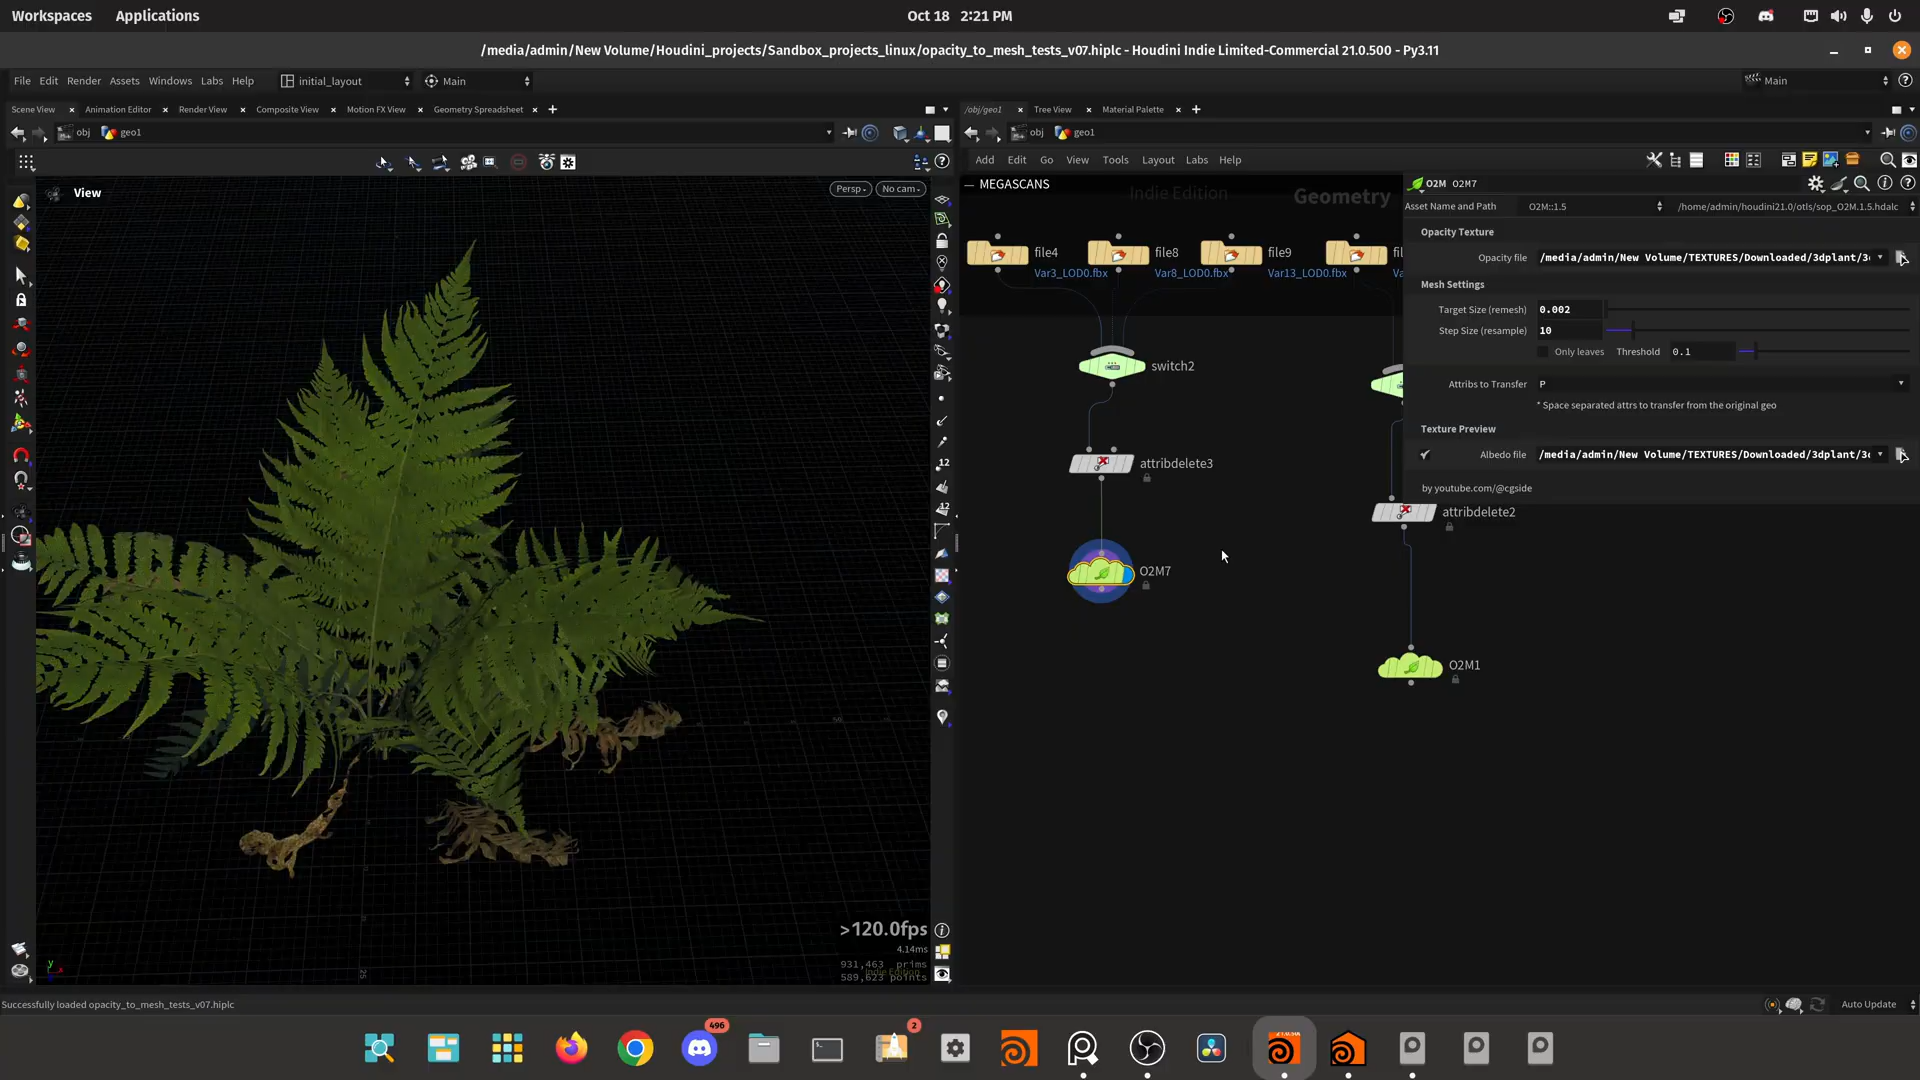 Workspaces Applications Oct 18 2:21 PM
/media/admin/New Volume/Houdini_projects/Sandbox_projects_linux/opacity_to_mesh_tests_v07.hiplc - Houdini Indie Limited-Commercial 21.0.500 - Py3.11
File Edit Render Assets Windows Labs Help initial_layout Main Main
Scene View Animation Editor Render View Composite View Motion FX View Geometry Spreadsheet
/obj/geo1 Tree View Material Palette
obj geo1
obj geo1
Add Edit Go View Tools Layout Labs Help
View Persp No cam
MEGASCANS
Indie Edition Geometry
file4
Var3_LOD0.fbx
file8
Var8_LOD0.fbx
file9
Var13_LOD0.fbx
switch2
attribdelete3
O2M7
attribdelete2
O2M1
O2M O2M7
Asset Name and Path O2M::1.5 /home/admin/houdini21.0/otls/sop_O2M.1.5.hdalc
Opacity Texture
Opacity file /media/admin/New Volume/TEXTURES/Downloaded/3dplant/3
Mesh Settings
Target Size (remesh) 0.002
Step Size (resample) 10
Only leaves Threshold 0.1
Attribs to Transfer P
* Space separated attrs to transfer from the original geo
Texture Preview
Albedo file /media/admin/New Volume/TEXTURES/Downloaded/3dplant/3
by youtube.com/@cgside
>120.0fps
4.14ms
931,463 prims
Indie Edition
589,623 points
Successfully loaded opacity_to_mesh_tests_v07.hiplc Auto Update
496
2